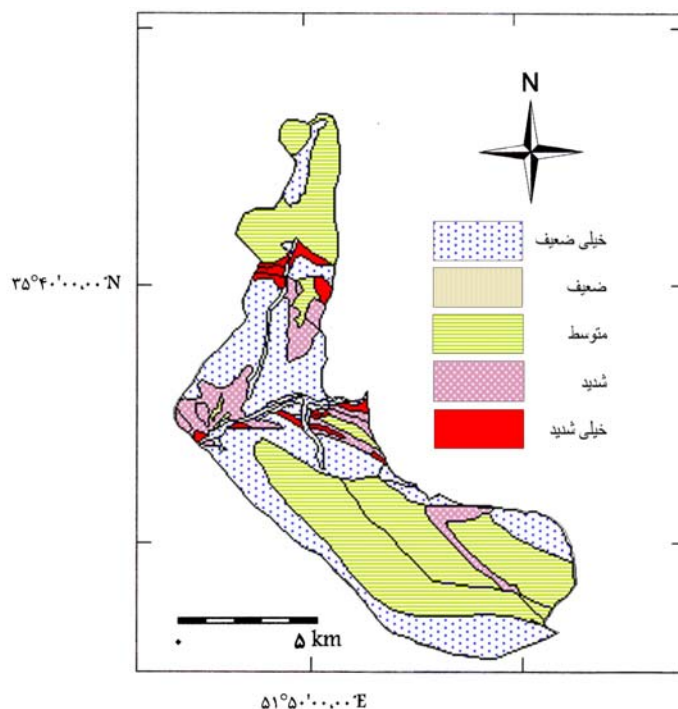 N
خیلی ضعیف
ضعیف
متوسط
شدید
خیلی شدید
۳۵°۴۰'۰۰,۰۰"N
۰ ۵ km
۵۱°۵۰'۰۰,۰۰"E